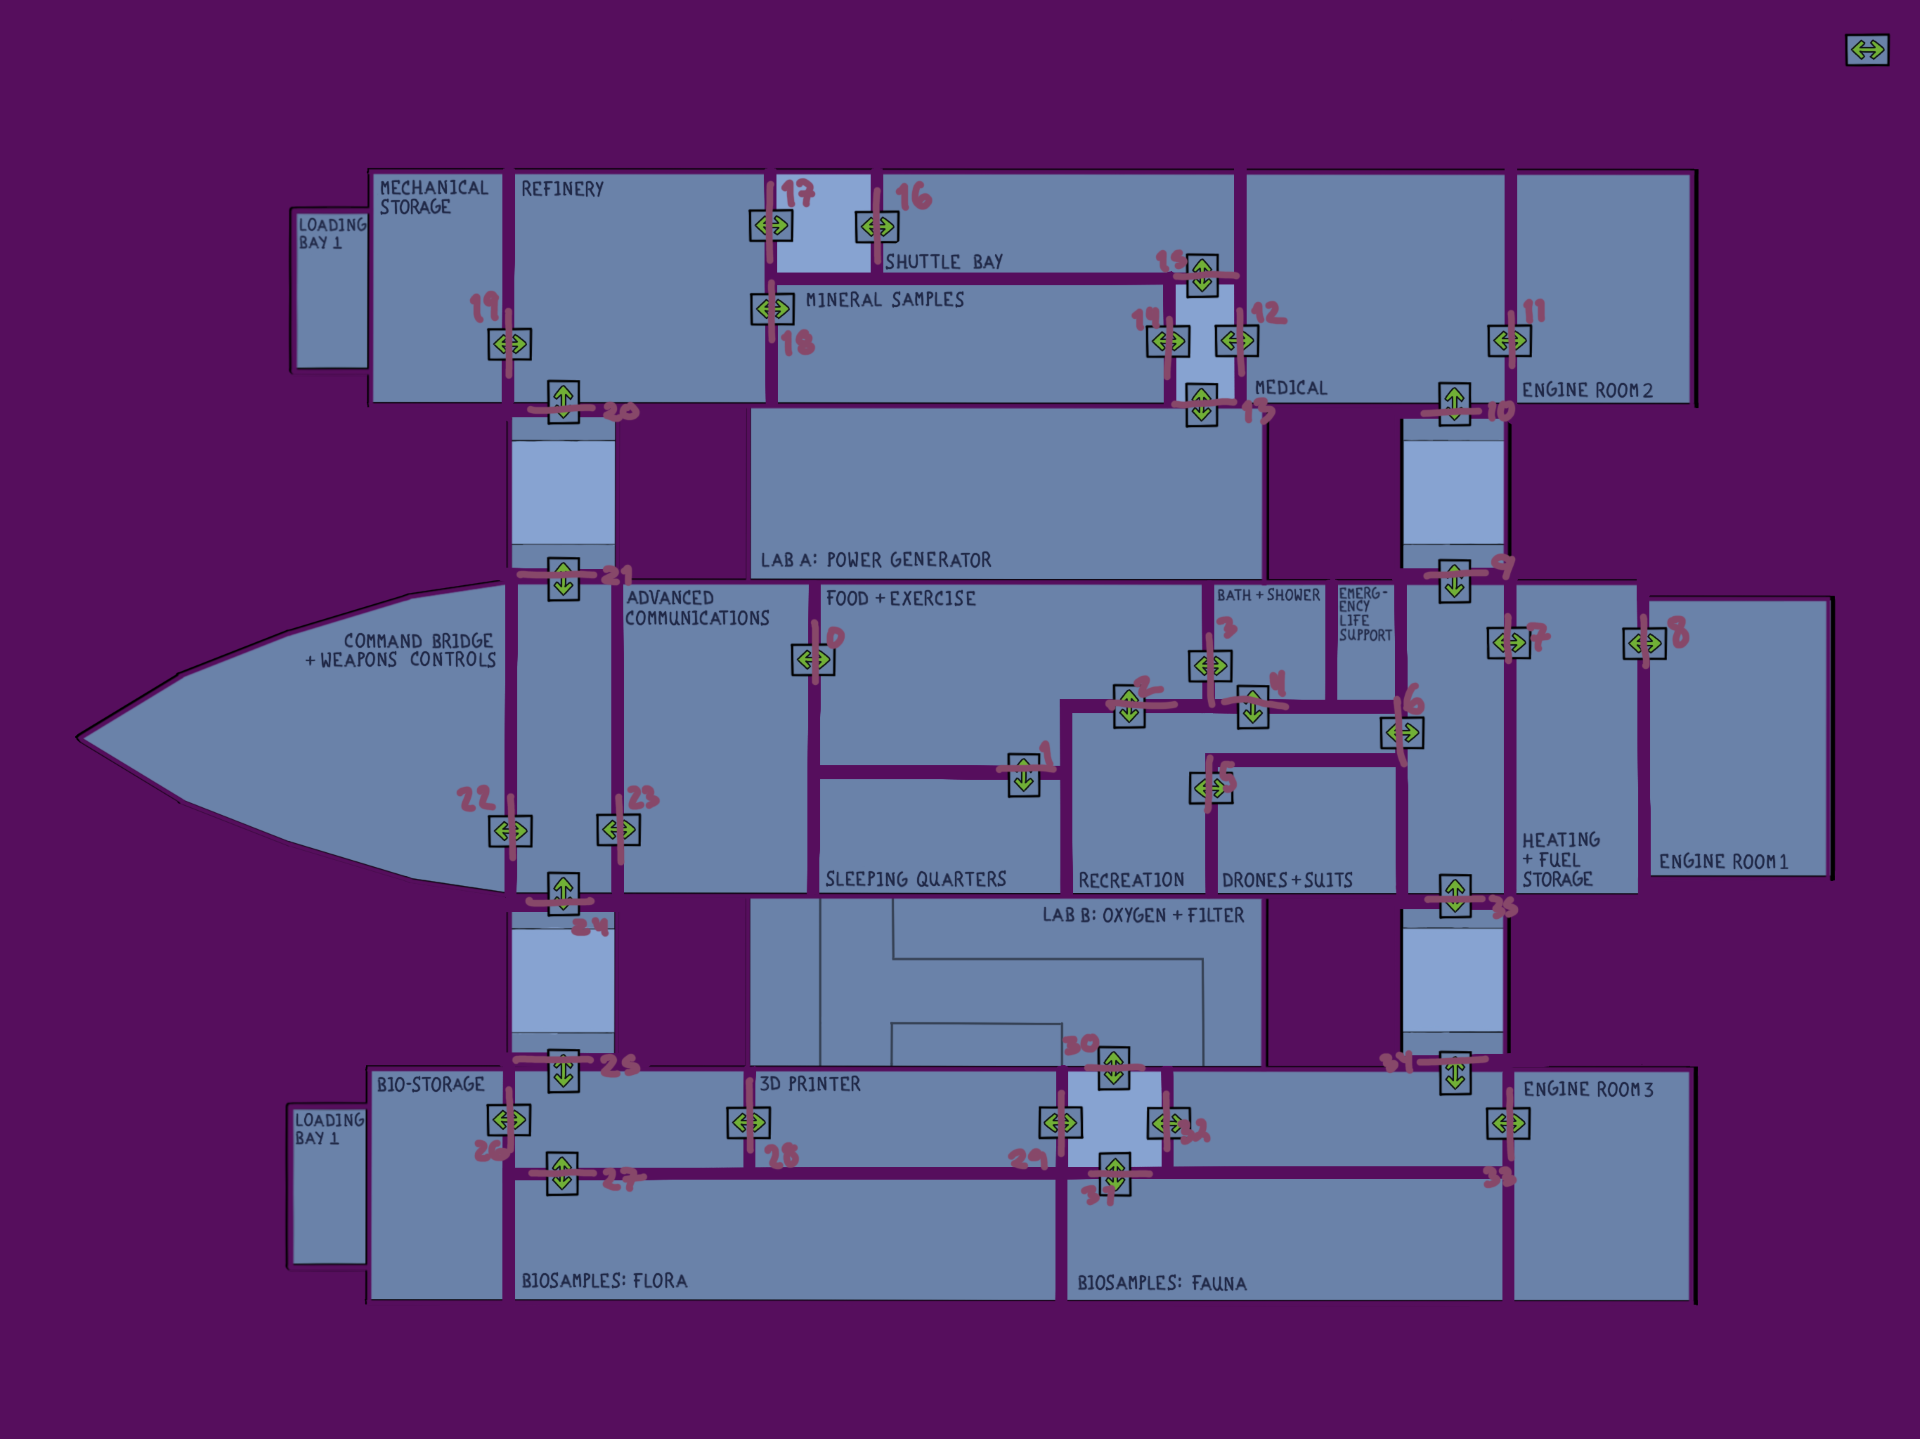 MECHANICAL
STORAGE
REFINERY
17
16
LOADING
BAY 1
SHUTTLE BAY
15
MINERAL SAMPLES
19
18
14
12
11
MEDICAL
ENGINE ROOM 2
20
13
10
LAB A: POWER GENERATOR
21
9
ADVANCED
COMMUNICATIONS
FOOD + EXERCISE
BATH + SHOWER
EMERG-
ENCY
LIFE
SUPPORT
COMMAND BRIDGE
+ WEAPONS CONTROLS
0
3
7
8
2
4
6
1
5
22
23
HEATING
+ FUEL
STORAGE
ENGINE ROOM 1
SLEEPING QUARTERS
RECREATION
DRONES + SUITS
35
24
LAB B: OXYGEN + FILTER
30
34
25
BIO-STORAGE
3D PRINTER
ENGINE ROOM 3
LOADING
BAY 1
26
28
29
32
27
31
33
BIOSAMPLES: FLORA
BIOSAMPLES: FAUNA